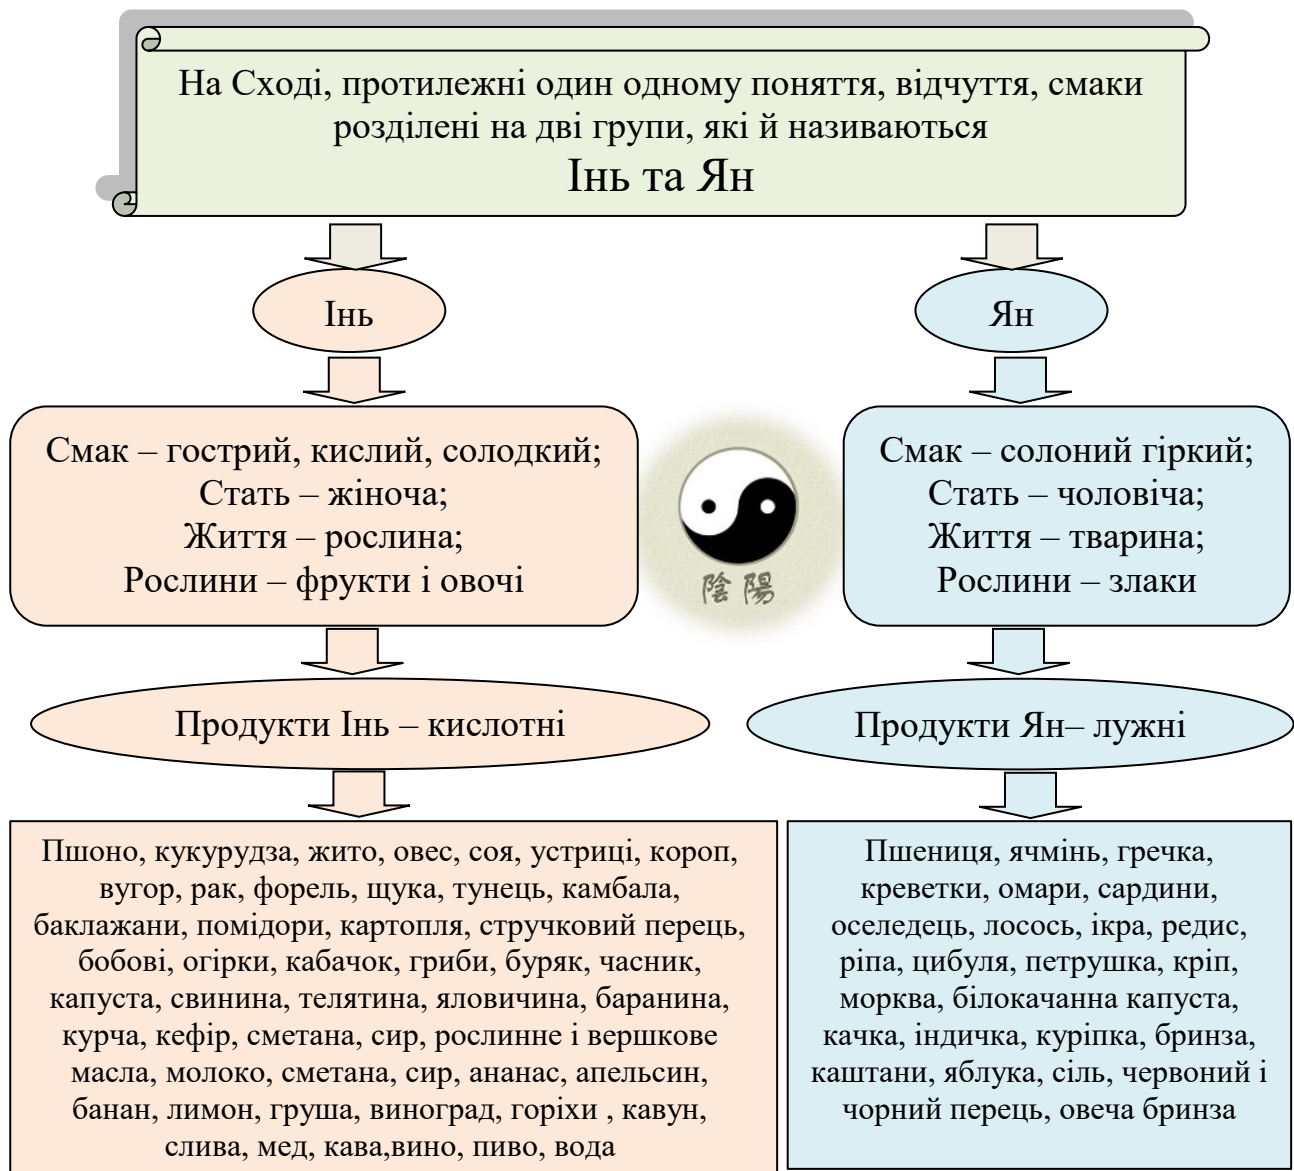 На Сході, протилежні один одному поняття, відчуття, смаки
розділені на дві групи, які й називаються
Інь та Ян
Інь
Ян
Смак – гострий, кислий, солодкий;
Стать – жіноча;
Життя – рослина;
Рослини – фрукти і овочі
陰陽
Смак – солоний гіркий;
Стать – чоловіча;
Життя – тварина;
Рослини – злаки
Продукти Інь – кислотні
Продукти Ян– лужні
Пшоно, кукурудза, жито, овес, соя, устриці, короп,
вугор, рак, форель, щука, тунець, камбала,
баклажани, помідори, картопля, стручковий перець,
бобові, огірки, кабачок, гриби, буряк, часник,
капуста, свинина, телятина, яловичина, баранина,
курча, кефір, сметана, сир, рослинне і вершкове
масла, молоко, сметана, сир, ананас, апельсин,
банан, лимон, груша, виноград, горіхи , кавун,
слива, мед, кава,вино, пиво, вода
Пшениця, ячмінь, гречка,
креветки, омари, сардини,
оселедець, лосось, ікра, редис,
ріпа, цибуля, петрушка, кріп,
морква, білокачанна капуста,
качка, індичка, куріпка, бринза,
каштани, яблука, сіль, червоний і
чорний перець, овеча бринза